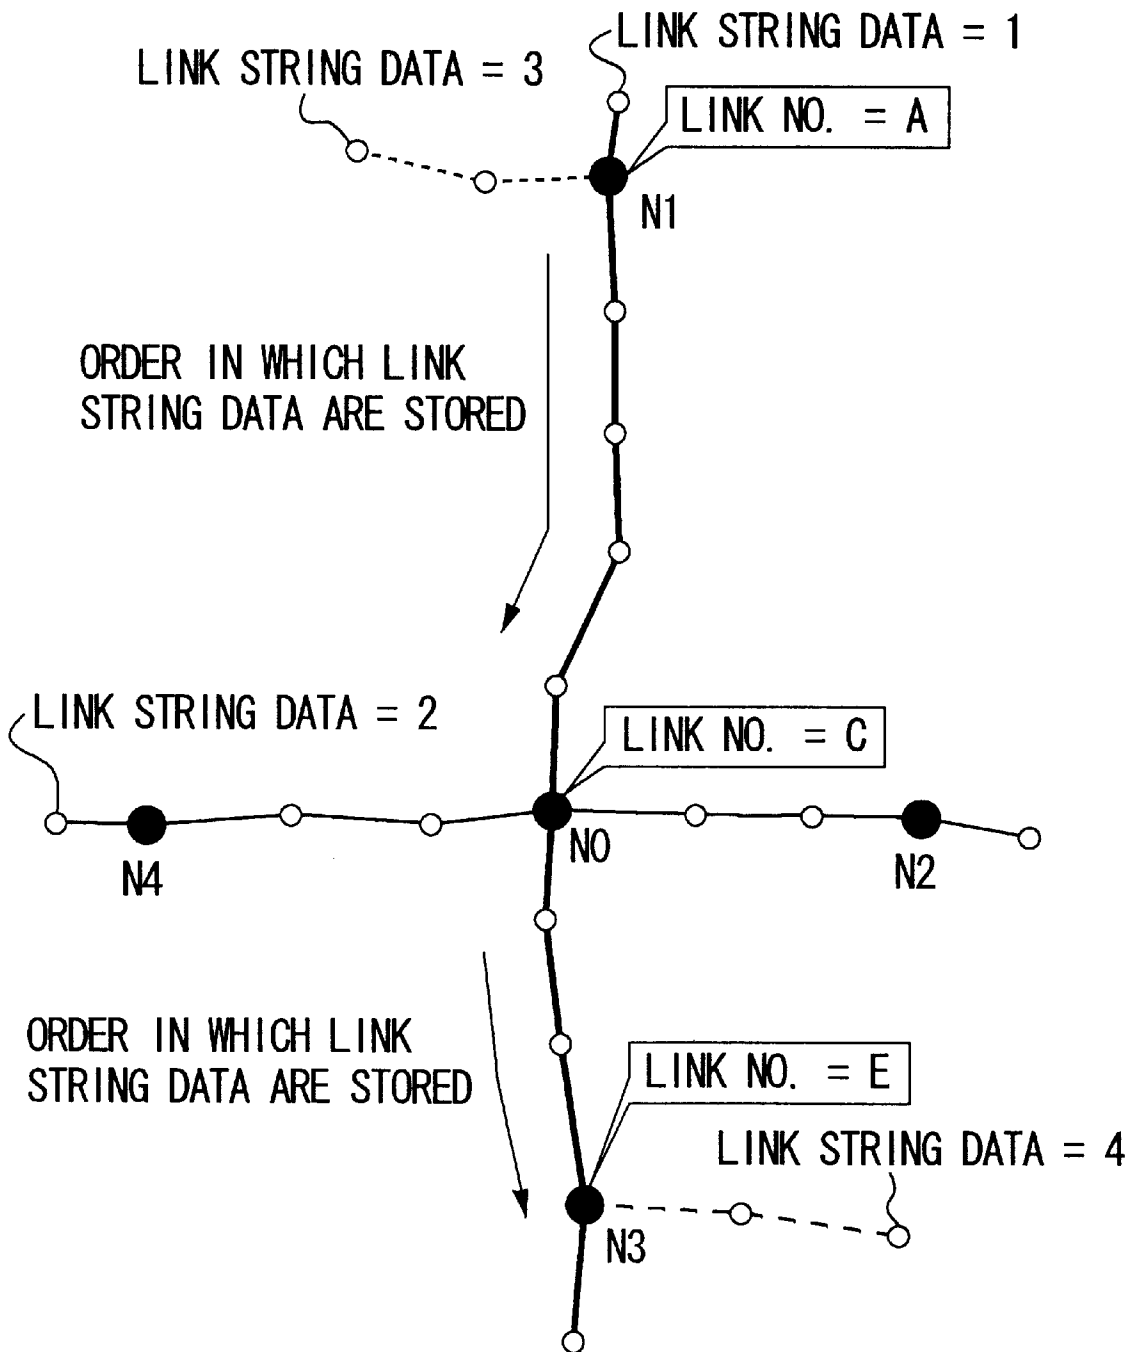 LINK STRING DATA = 1
LINK STRING DATA = 3
LINK NO. = A
N1
ORDER IN WHICH LINK
STRING DATA ARE STORED
LINK STRING DATA = 2
LINK NO. = C
N0
N4
N2
ORDER IN WHICH LINK
STRING DATA ARE STORED
LINK NO. = E
LINK STRING DATA = 4
N3